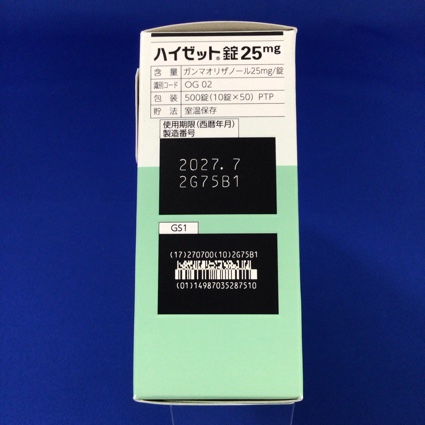 ハイゼット®錠25mg
含 量 ガンマオリザノール25mg/錠
識別コード OG 02
包 装 500錠(10錠×50) PTP
貯 法 室温保存
使用期限(西暦年月)
製造番号
2027. 7
2G75B1
GS1
(17)270700(10)2G75B1
(01)14987035287510